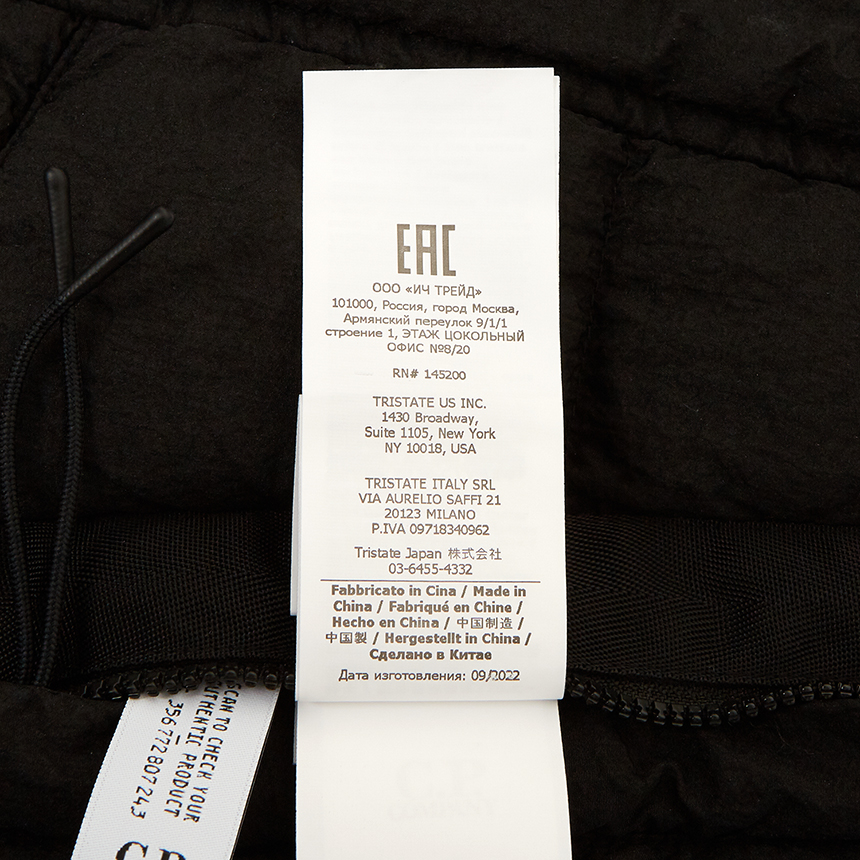 EAC
ООО «ИЧ ТРЕЙД»
101000, Россия, город Москва,
Армянский переулок 9/1/1
строение 1, ЭТАЖ ЦОКОЛЬНЫЙ
ОФИС №8/20
RN# 145200
TRISTATE US INC.
1430 Broadway,
Suite 1105, New York
NY 10018, USA
TRISTATE ITALY SRL
VIA AURELIO SAFFI 21
20123 MILANO
P.IVA 09718340962
Tristate Japan 株式会社
03-6455-4332
Fabbricato in Cina / Made in
China / Fabriqué en Chine /
Hecho en China / 中国制造 /
中国製 / Hergestellt in China /
Сделано в Китае
Дата изготовления: 09/2022
SCAN TO CHECK YOUR
AUTHENTIC PRODUCT
356772807243